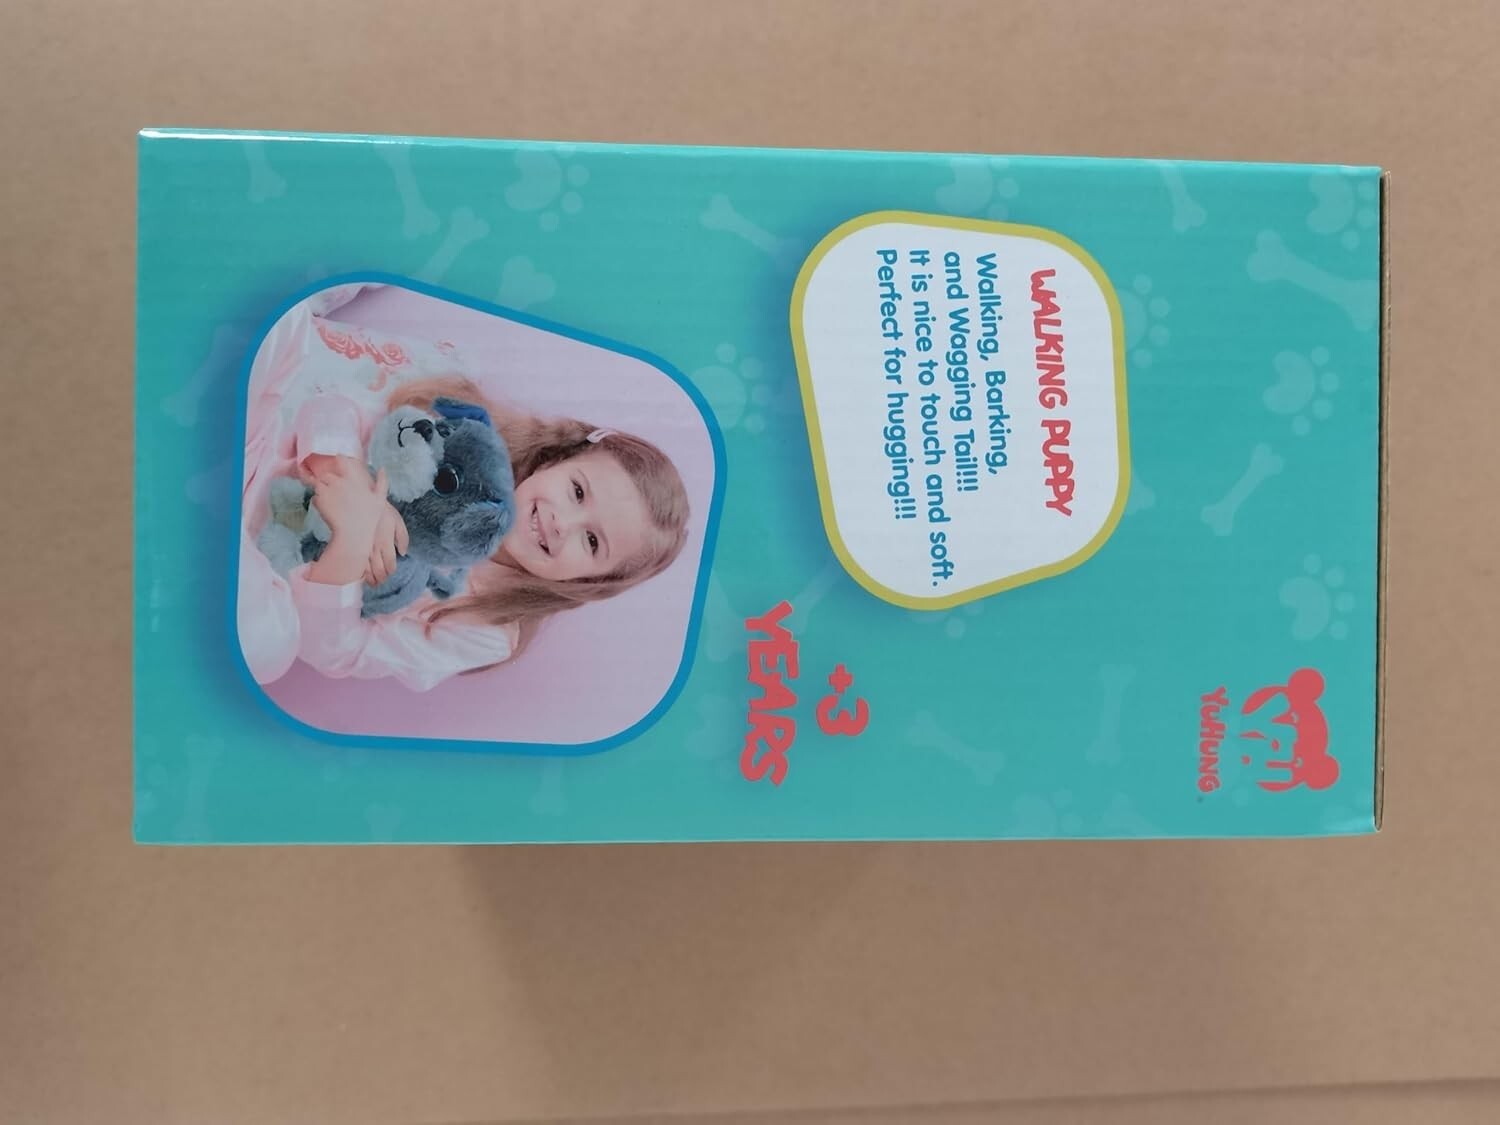 YUHUNG
WALKING PUPPY
Walking, Barking,
and Wagging Tail!!!
It is nice to touch and soft.
Perfect for hugging!!!
+3
YEARS